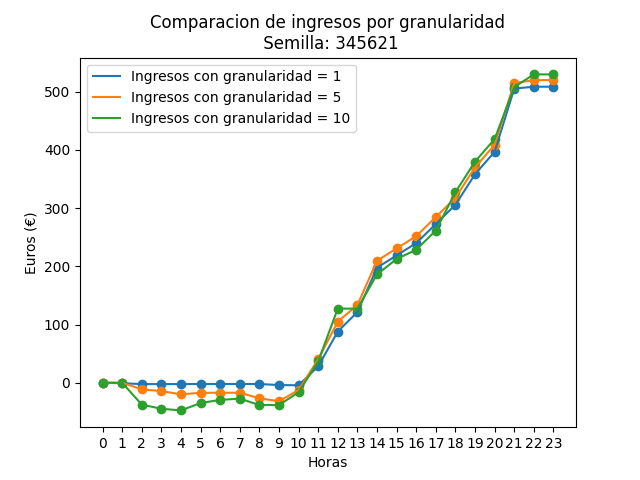 Comparacion de ingresos por granularidad
Semilla: 345621
Ingresos con granularidad = 1
Ingresos con granularidad = 5
Ingresos con granularidad = 10
Euros (€)
500
400
300
200
100
0
0 1 2 3 4 5 6 7 8 9 10 11 12 13 14 15 16 17 18 19 20 21 22 23
Horas